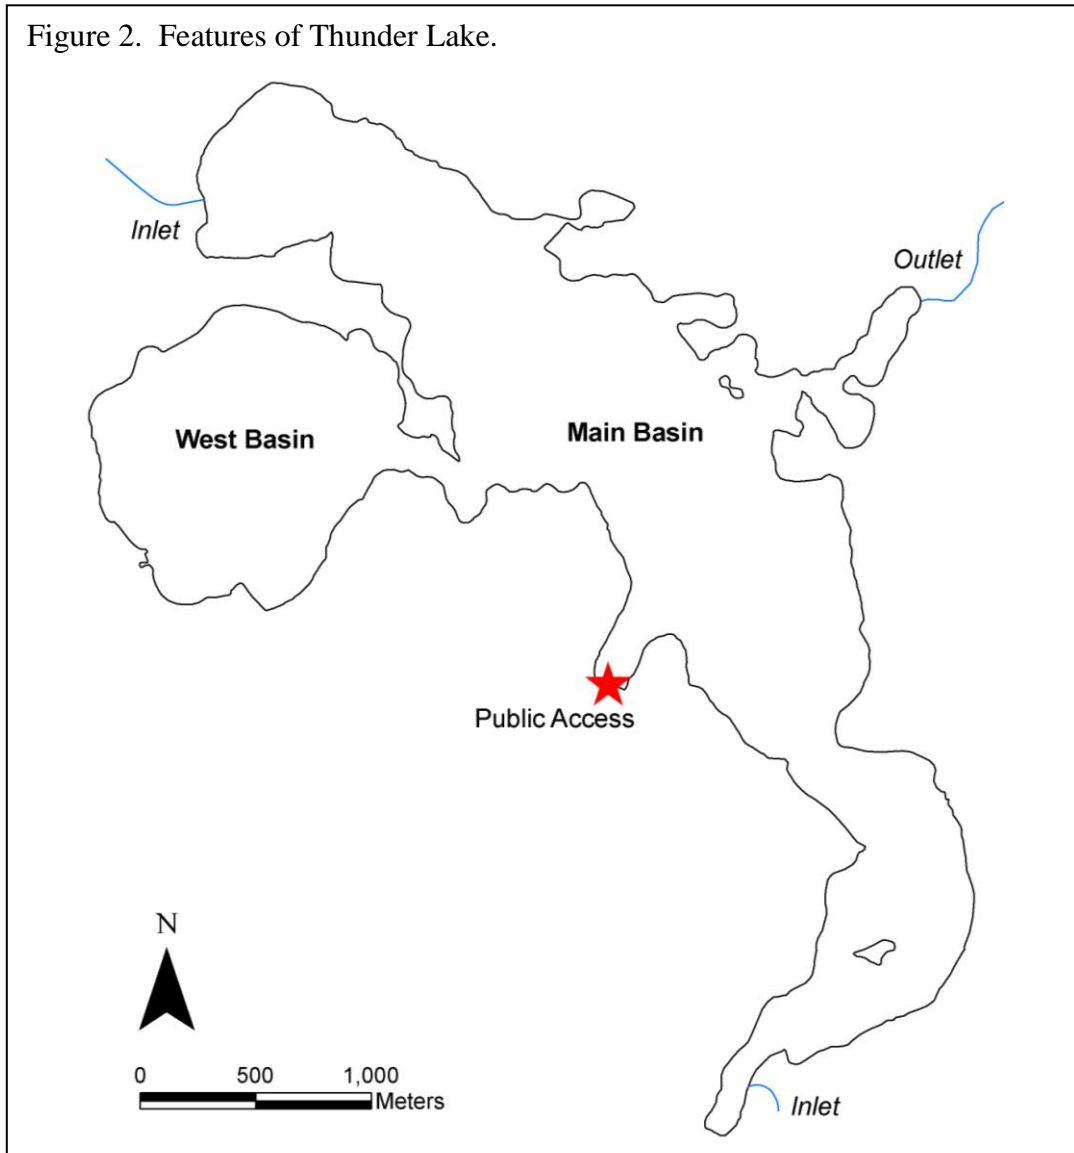 Figure 2.  Features of Thunder Lake.
Inlet
Outlet
West Basin
Main Basin
Public Access
N
0 500 1,000
Meters
Inlet